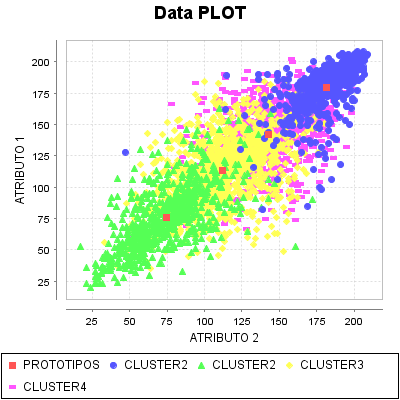 Data PLOT
ATRIBUTO 1
200
175
150
125
100
75
50
25
25 50 75 100 125 150 175 200
ATRIBUTO 2
PROTOTIPOS CLUSTER2 CLUSTER2 CLUSTER3
CLUSTER4